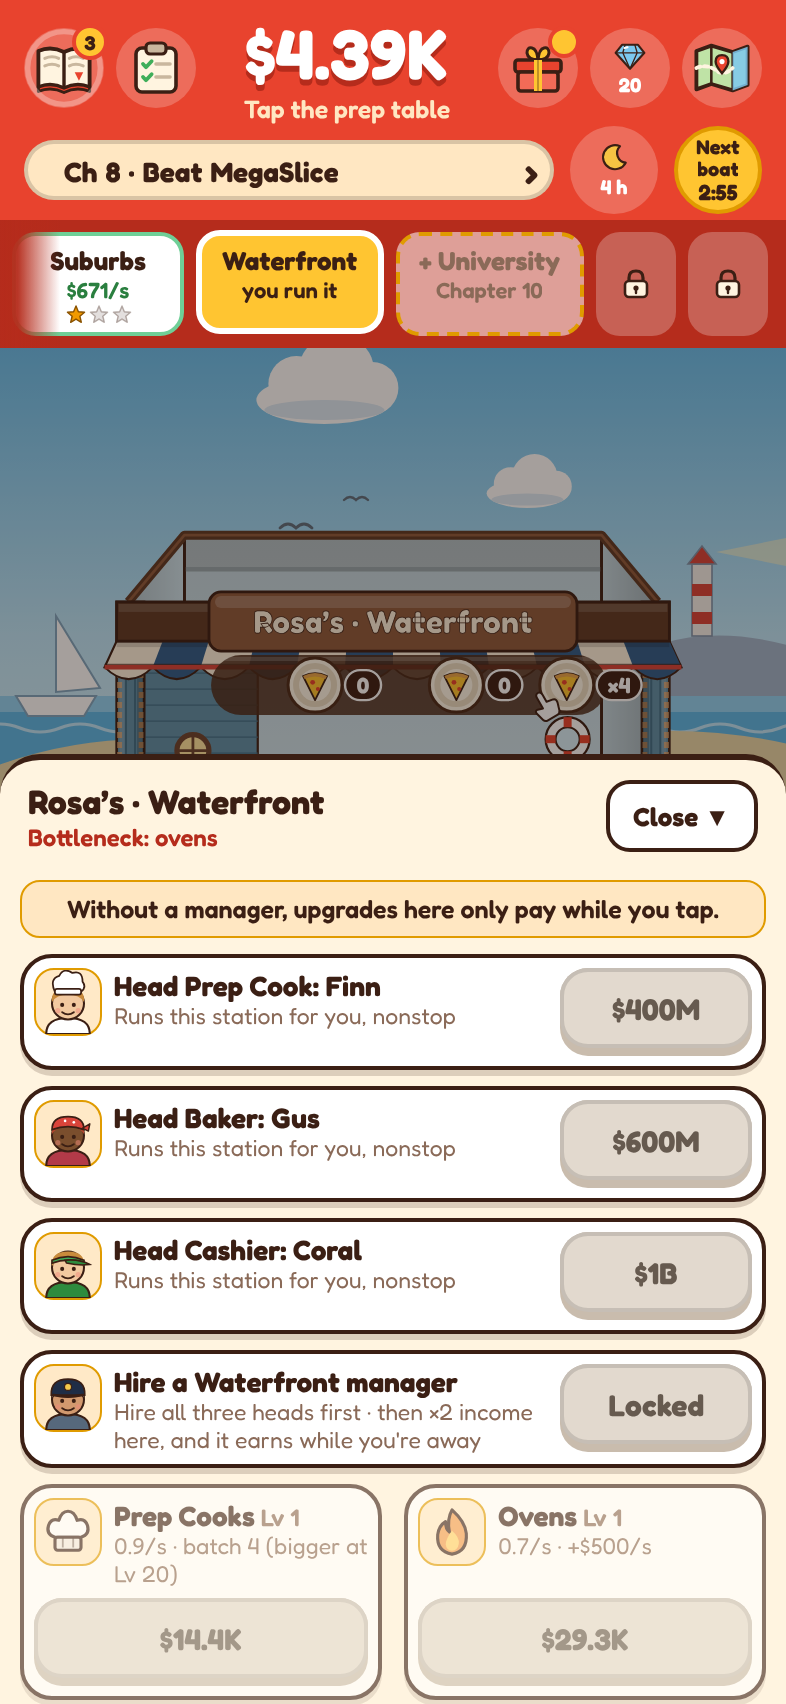 3
$4.39K
Tap the prep table
20
Ch 8 · Beat MegaSlice
4 h
Next
boat
2:55
Suburbs
$671/s
Waterfront
you run it
+ University
Chapter 10
Rosa's · Waterfront
0
0
×4
Rosa's · Waterfront
Bottleneck: ovens
Close ▼
Without a manager, upgrades here only pay while you tap.
Head Prep Cook: Finn
Runs this station for you, nonstop
$400M
Head Baker: Gus
Runs this station for you, nonstop
$600M
Head Cashier: Coral
Runs this station for you, nonstop
$1B
Hire a Waterfront manager
Hire all three heads first · then ×2 income
here, and it earns while you're away
Locked
Prep Cooks Lv 1
0.9/s · batch 4 (bigger at
Lv 20)
$14.4K
Ovens Lv 1
0.7/s · +$500/s
$29.3K